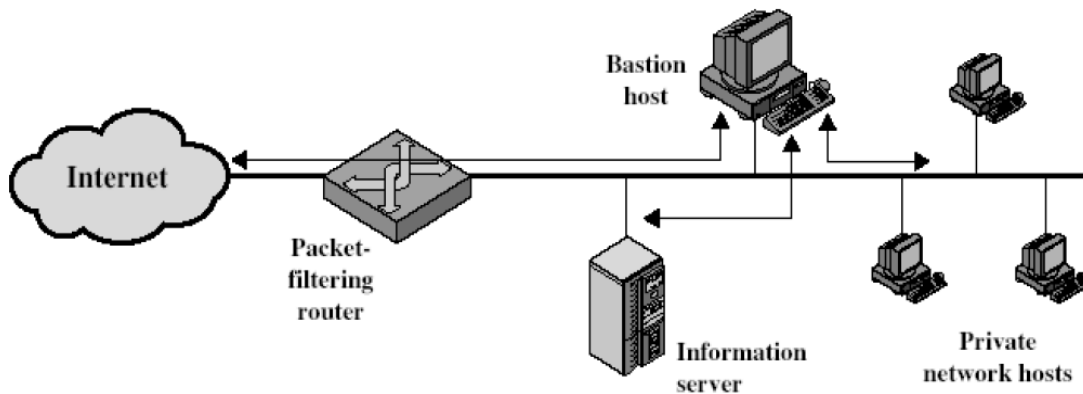 Bastion
host
Internet
Packet-
filtering
router
Information
server
Private
network hosts